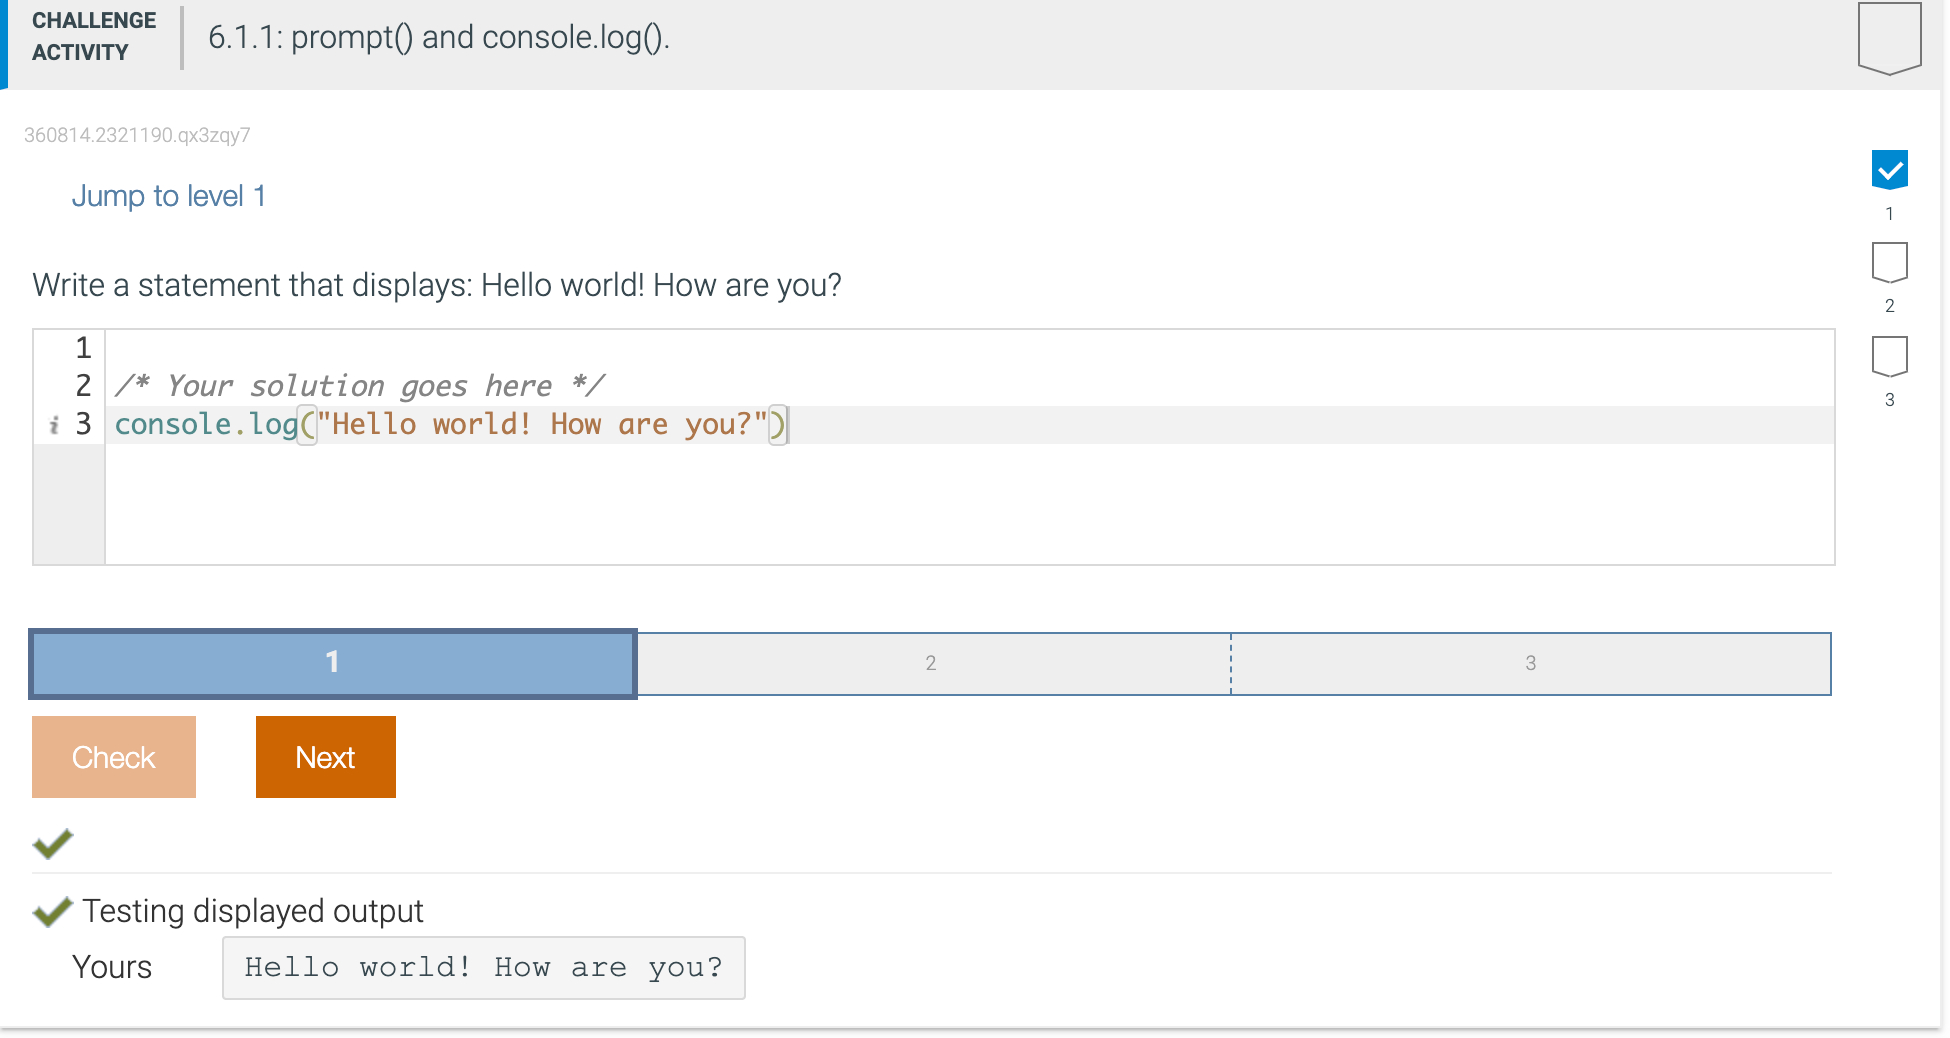 CHALLENGE
ACTIVITY
6.1.1: prompt() and console.log().
360814.2321190.qx3zqy7
Jump to level 1
1
2
3
Write a statement that displays: Hello world! How are you?
1
2 /* Your solution goes here */
i 3 console.log("Hello world! How are you?")
1 2 3
Check Next
Testing displayed output
Yours Hello world! How are you?